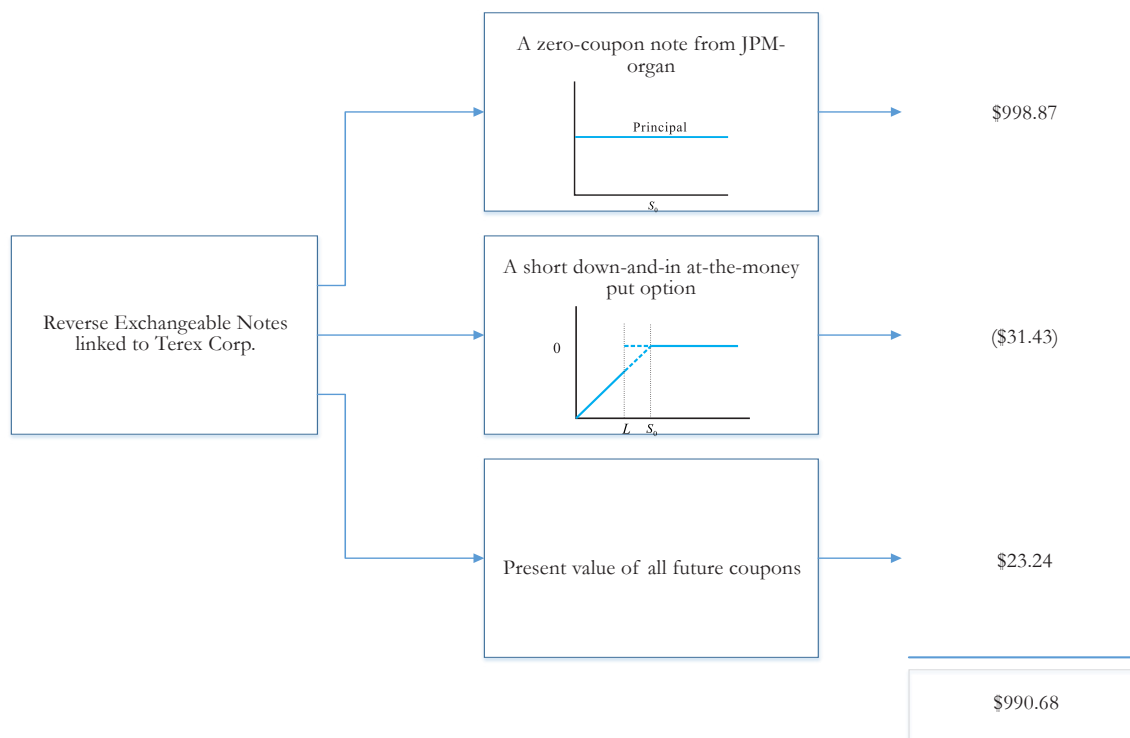 A zero-coupon note from JPM-
organ
Principal
S₀
$998.87
Reverse Exchangeable Notes
linked to Terex Corp.
A short down-and-in at-the-money
put option
0
L S₀
($31.43)
Present value of all future coupons
$23.24
$990.68